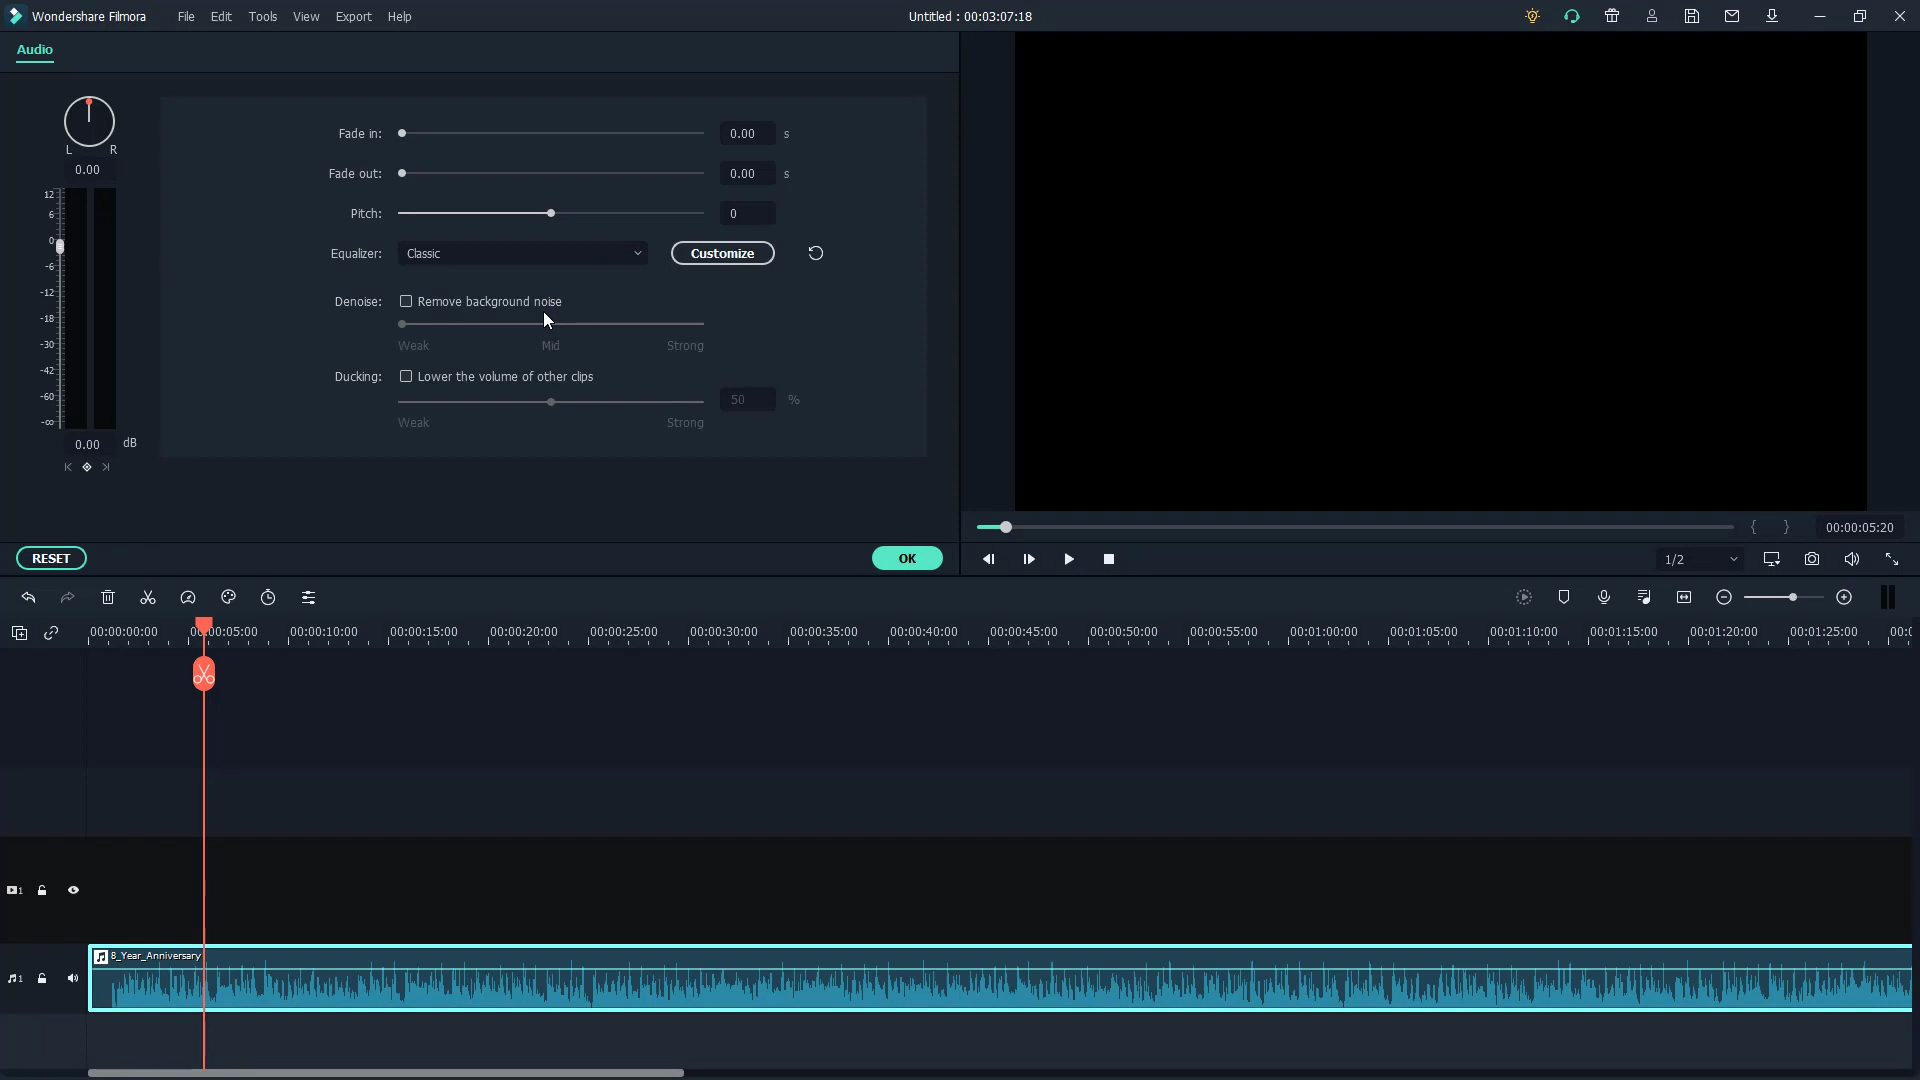 Wondershare Filmora File Edit Tools View Export Help Untitled : 00:03:07:18
Audio
Fade in: 0.00 s
L R
0.00
Fade out: 0.00 s
Pitch: 0
Equalizer: Classic Customize
Denoise: Remove background noise
Weak Mid Strong
Ducking: Lower the volume of other clips
50 %
Weak Strong
12
6
0
-6
-12
-18
-30
-42
-60
-∞
0.00 dB
{ } 00:00:05:20
RESET OK 1/2
00:00:00:00 00:00:05:00 00:00:10:00 00:00:15:00 00:00:20:00 00:00:25:00 00:00:30:00 00:00:35:00 00:00:40:00 00:00:45:00 00:00:50:00 00:00:55:00 00:01:00:00 00:01:05:00 00:01:10:00 00:01:15:00 00:01:20:00 00:01:25:00 00:0
1
8_Year_Anniversary
1